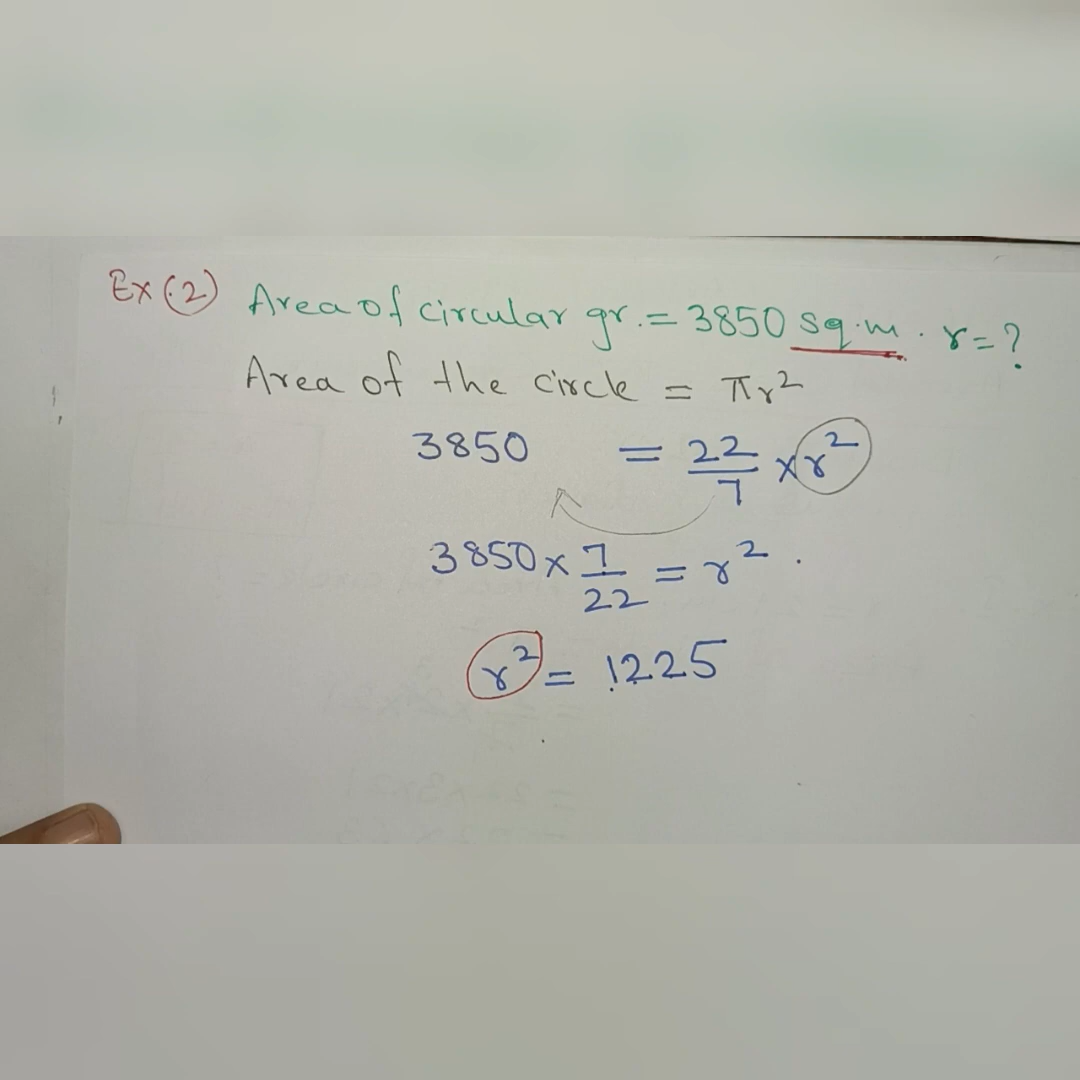 Ex (2) Area of circular gr. = 3850 sq.m. r = ?
Area of the circle = πr²
3850 = 22/7 × r²
3850 × 7/22 = r².
r² = 1225